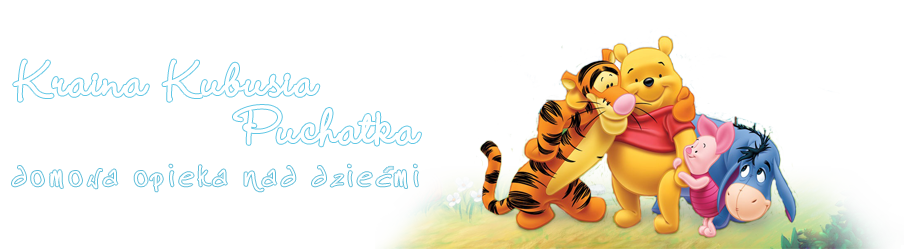 Kraina Kubusia
Puchatka
domowa opieka nad dziećmi